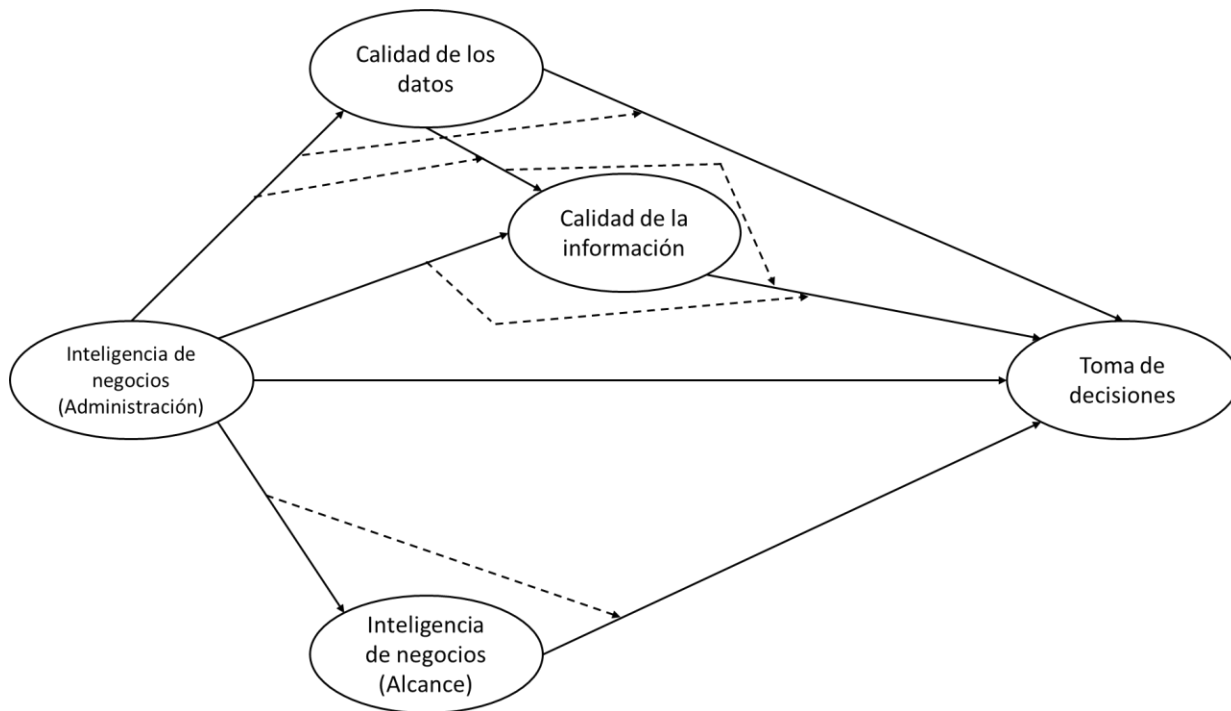 Calidad de los
datos
Calidad de la
información
Inteligencia de
negocios
(Administración)
Toma de
decisiones
Inteligencia
de negocios
(Alcance)